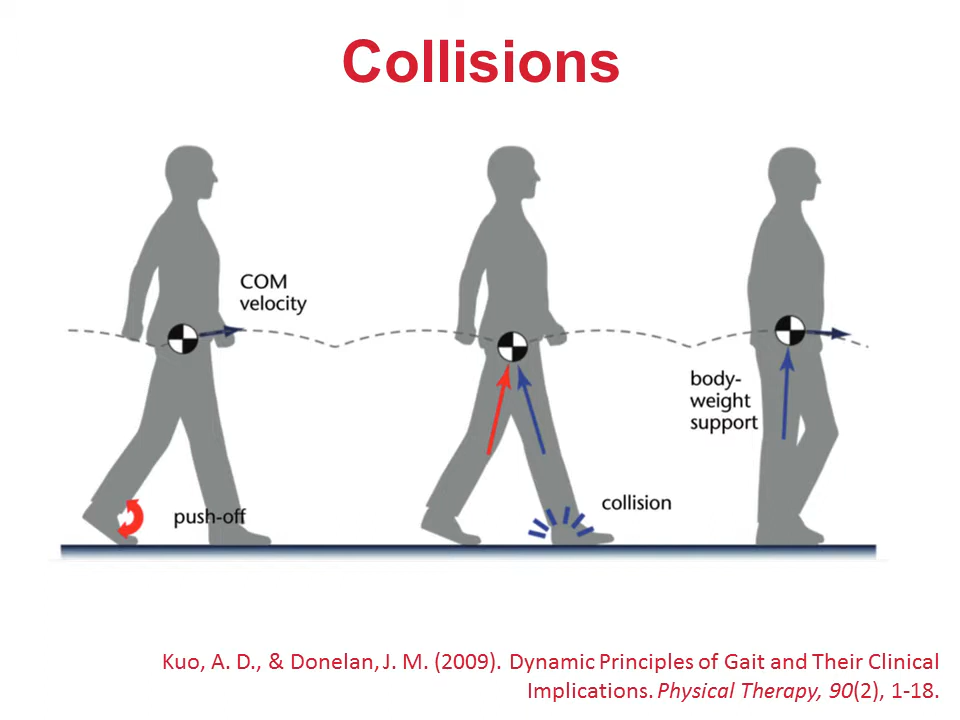 Collisions
COM
velocity
body-
weight
support
push-off
collision
Kuo, A. D., & Donelan, J. M. (2009). Dynamic Principles of Gait and Their Clinical
Implications. Physical Therapy, 90(2), 1-18.